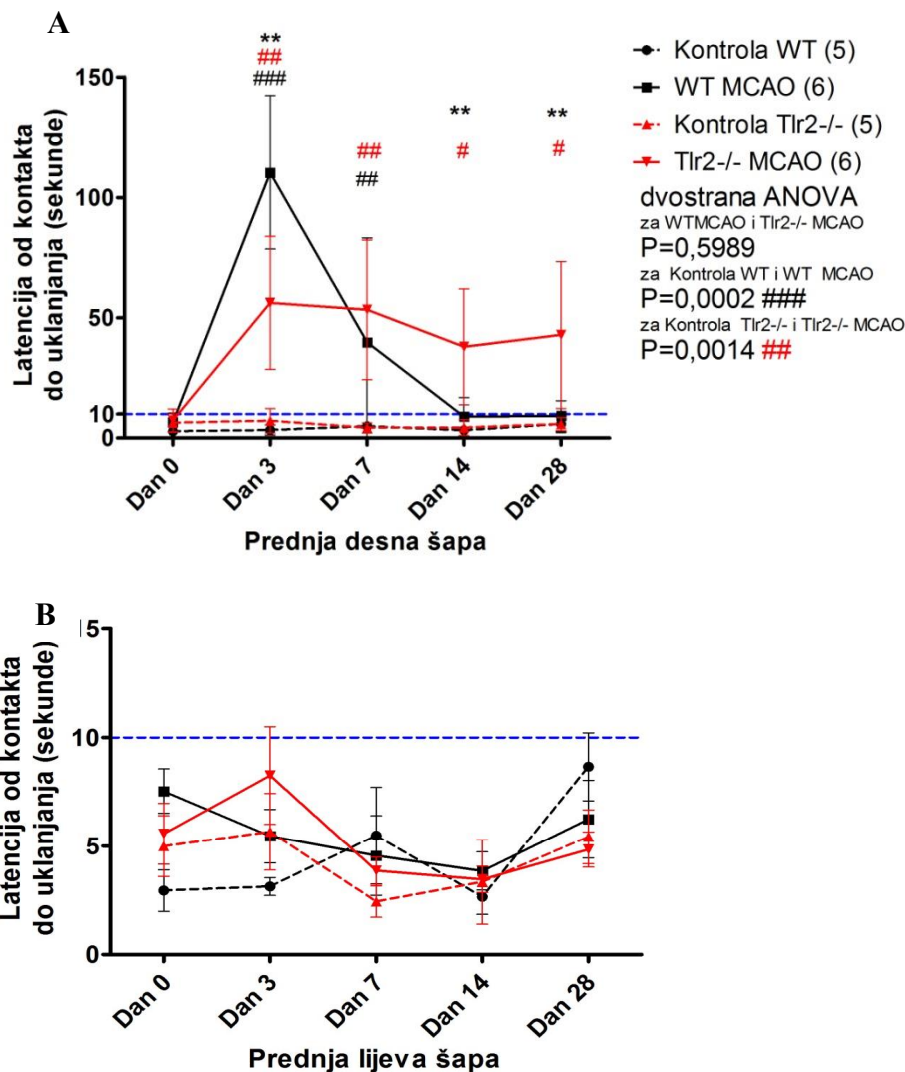 A
Latencija od kontakta
do uklanjanja (sekunde)
150
100
50
10
0
**
##
###
##
##
**
#
**
#
Dan 0
Dan 3
Dan 7
Dan 14
Dan 28
Prednja desna šapa
Kontrola WT (5)
WT MCAO (6)
Kontrola Tlr2-/- (5)
Tlr2-/- MCAO (6)
dvostrana ANOVA
za WTMCAO i Tlr2-/- MCAO
P=0,5989
za Kontrola WT i WT MCAO
P=0,0002 ###
za Kontrola Tlr2-/- i Tlr2-/- MCAO
P=0,0014 ##
B
Latencija od kontakta
do uklanjanja (sekunde)
15
10
5
0
Dan 0
Dan 3
Dan 7
Dan 14
Dan 28
Prednja lijeva šapa